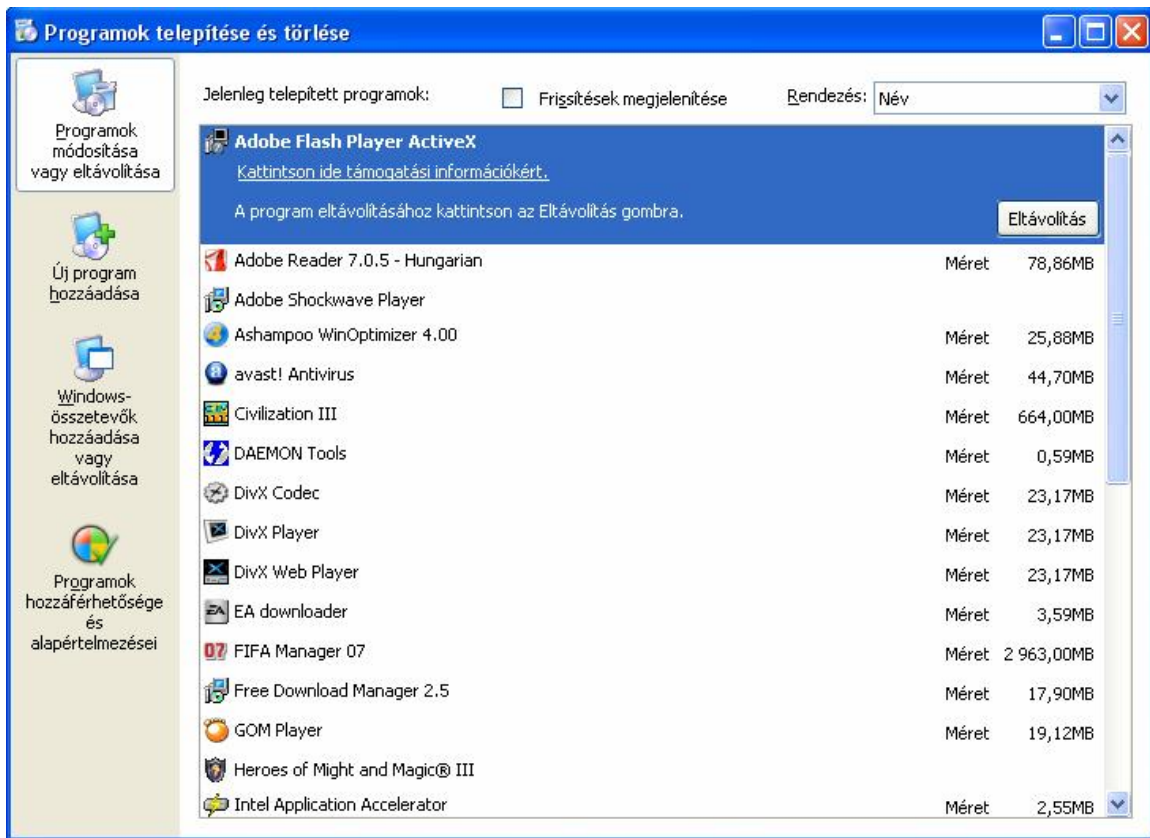 Programok telepítése és törlése
Programok
módosítása
vagy eltávolítása
Új program
hozzáadása
Windows-
összetevők
hozzáadása
vagy
eltávolítása
Programok
hozzáférhetősége
és
alapértelmezései
Jelenleg telepített programok:
Frissítések megjelenítése
Rendezés: Név
Adobe Flash Player ActiveX
Kattintson ide támogatási információkért.
A program eltávolításához kattintson az Eltávolítás gombra.
Eltávolítás
Adobe Reader 7.0.5 - Hungarian Méret 78,86MB
Adobe Shockwave Player
Ashampoo WinOptimizer 4.00 Méret 25,88MB
avast! Antivirus Méret 44,70MB
Civilization III Méret 664,00MB
DAEMON Tools Méret 0,59MB
DivX Codec Méret 23,17MB
DivX Player Méret 23,17MB
DivX Web Player Méret 23,17MB
EA downloader Méret 3,59MB
FIFA Manager 07 Méret 2 963,00MB
Free Download Manager 2.5 Méret 17,90MB
GOM Player Méret 19,12MB
Heroes of Might and Magic® III
Intel Application Accelerator Méret 2,55MB